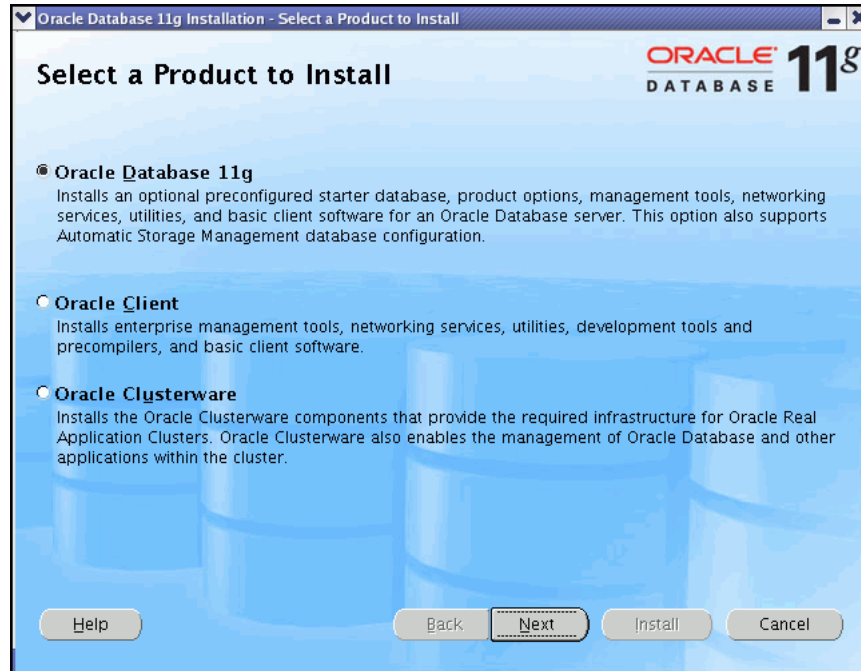 Oracle Database 11g Installation - Select a Product to Install
Select a Product to Install
ORACLE 11g
DATABASE
Oracle Database 11g
Installs an optional preconfigured starter database, product options, management tools, networking
services, utilities, and basic client software for an Oracle Database server. This option also supports
Automatic Storage Management database configuration.
Oracle Client
Installs enterprise management tools, networking services, utilities, development tools and
precompilers, and basic client software.
Oracle Clusterware
Installs the Oracle Clusterware components that provide the required infrastructure for Oracle Real
Application Clusters. Oracle Clusterware also enables the management of Oracle Database and other
applications within the cluster.
Help Back Next Install Cancel